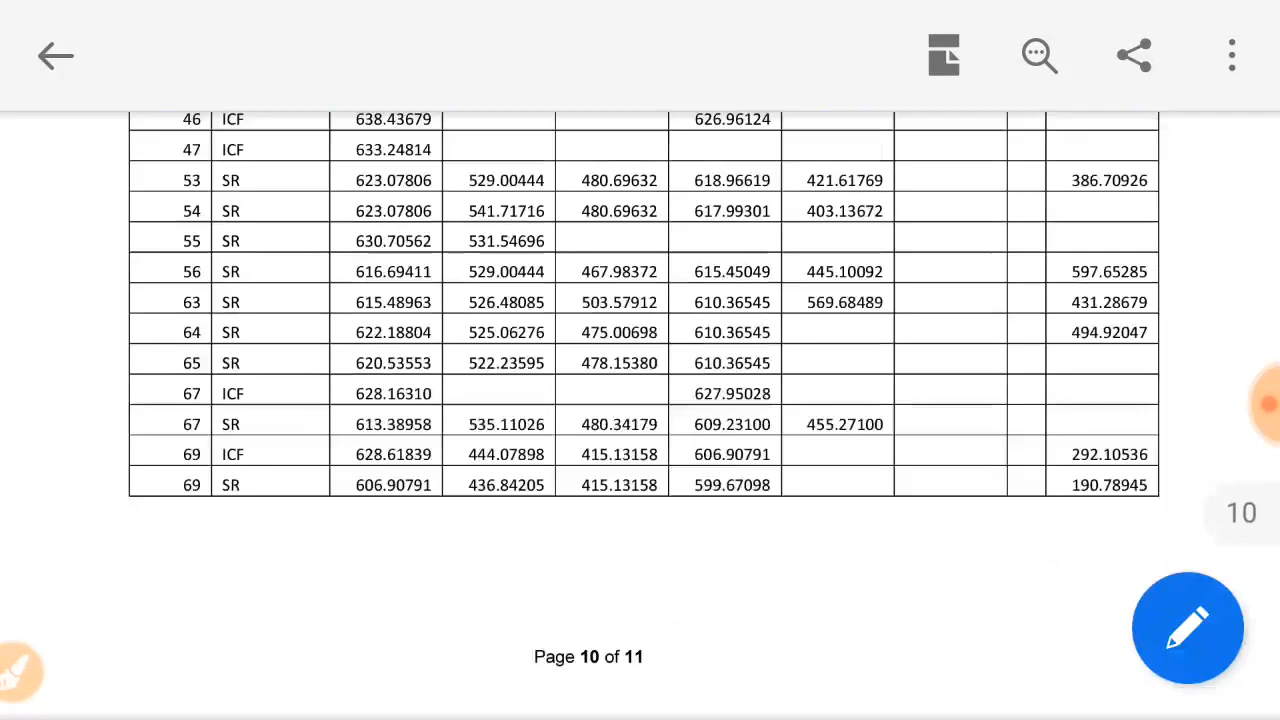 46 ICF 638.43679 626.96124
47 ICF 633.24814
53 SR 623.07806 529.00444 480.69632 618.96619 421.61769 386.70926
54 SR 623.07806 541.71716 480.69632 617.99301 403.13672
55 SR 630.70562 531.54696
56 SR 616.69411 529.00444 467.98372 615.45049 445.10092 597.65285
63 SR 615.48963 526.48085 503.57912 610.36545 569.68489 431.28679
64 SR 622.18804 525.06276 475.00698 610.36545 494.92047
65 SR 620.53553 522.23595 478.15380 610.36545
67 ICF 628.16310 627.95028
67 SR 613.38958 535.11026 480.34179 609.23100 455.27100
69 ICF 628.61839 444.07898 415.13158 606.90791 292.10536
69 SR 606.90791 436.84205 415.13158 599.67098 190.78945
10
Page 10 of 11